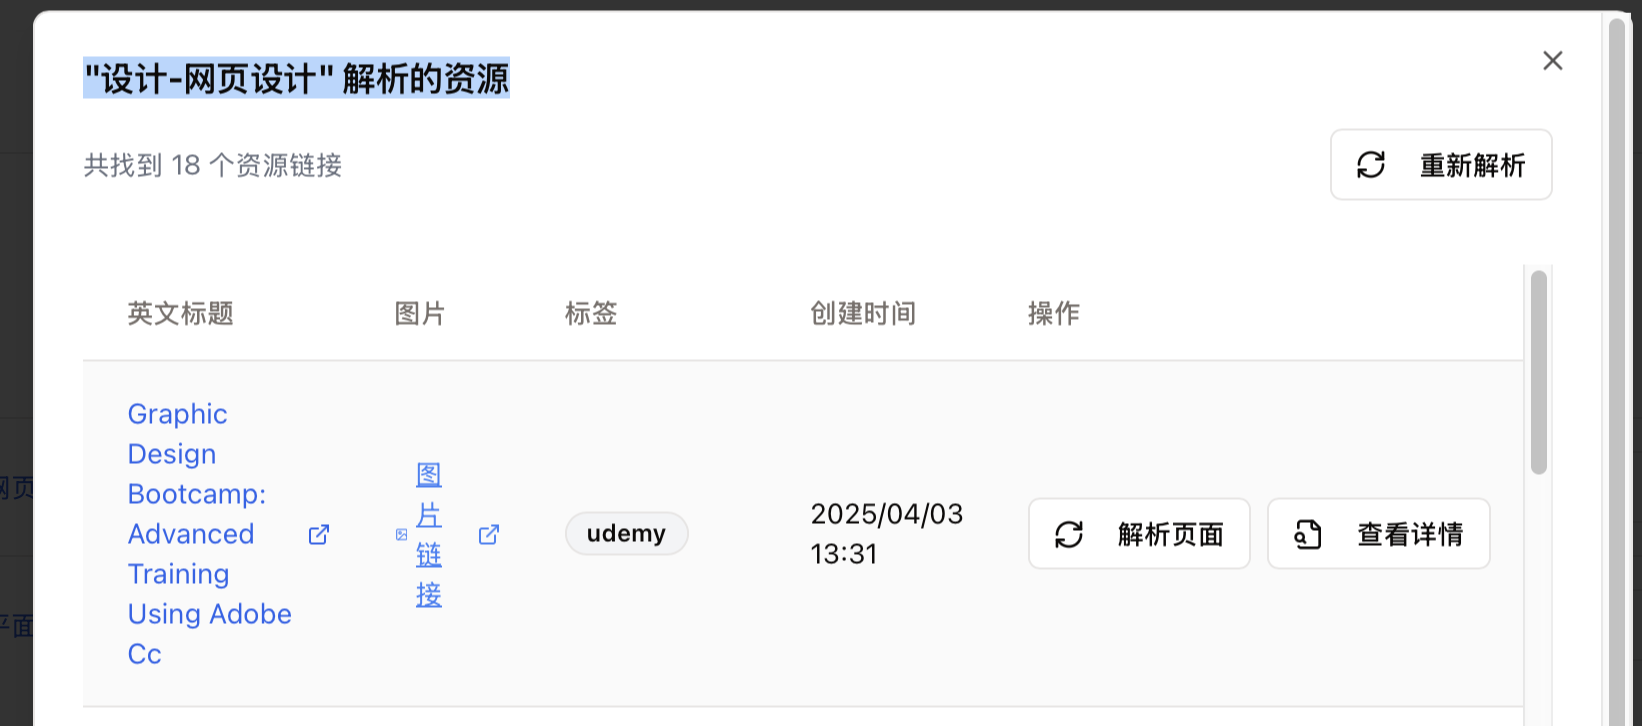 "设计-网页设计" 解析的资源
共找到 18 个资源链接
重新解析
英文标题
图片
标签
创建时间
操作
Graphic
Design
Bootcamp:
Advanced
Training
Using Adobe
Cc
图
片
链
接
udemy
2025/04/03
13:31
解析页面
查看详情
网页
平面